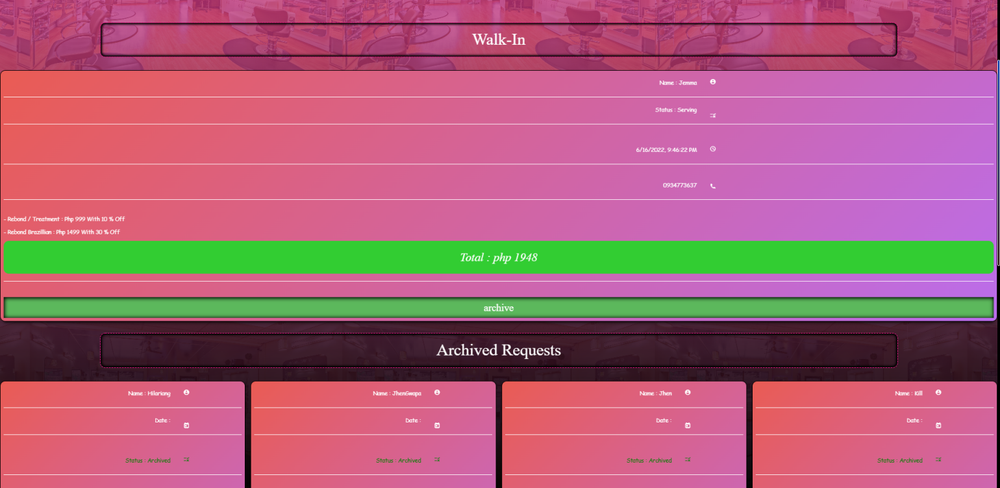 Walk-In
Name : Jemma
Status : Serving
6/16/2022, 9:46:22 PM
0934773637
- Rebond / Treatment : Php 999 With 10 % Off
- Rebond Brazillian : Php 1499 With 30 % Off
Total : php 1948
archive
Archived Requests
Name : Hilariang
Date :
Status : Archived
Name : JhenGwapa
Date :
Status : Archived
Name : Jhen
Date :
Status : Archived
Name : Kill
Date :
Status : Archived